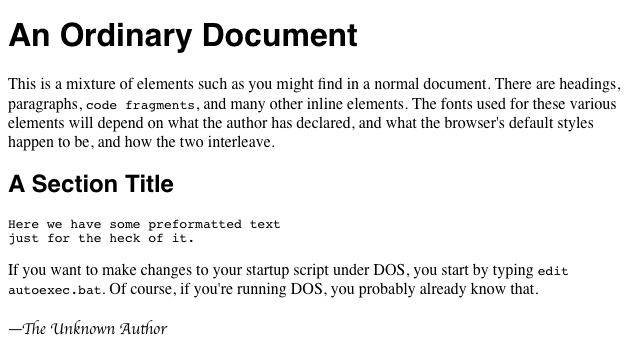 An Ordinary Document
This is a mixture of elements such as you might find in a normal document. There are headings,
paragraphs, code fragments, and many other inline elements. The fonts used for these various
elements will depend on what the author has declared, and what the browser's default styles
happen to be, and how the two interleave.
A Section Title
Here we have some preformatted text
just for the heck of it.
If you want to make changes to your startup script under DOS, you start by typing edit
autoexec.bat. Of course, if you're running DOS, you probably already know that.
—The Unknown Author